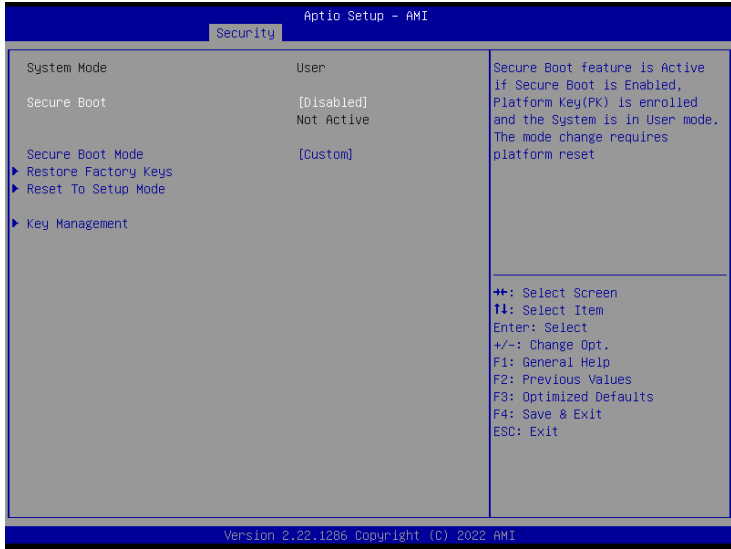 Aptio Setup – AMI
Security
System Mode User
Secure Boot [Disabled]
Not Active
Secure Boot Mode [Custom]
Restore Factory Keys
Reset To Setup Mode
Key Management
Secure Boot feature is Active
if Secure Boot is Enabled,
Platform Key(PK) is enrolled
and the System is in User mode.
The mode change requires
platform reset
→←: Select Screen
↑↓: Select Item
Enter: Select
+/-: Change Opt.
F1: General Help
F2: Previous Values
F3: Optimized Defaults
F4: Save & Exit
ESC: Exit
Version 2.22.1286 Copyright (C) 2022 AMI